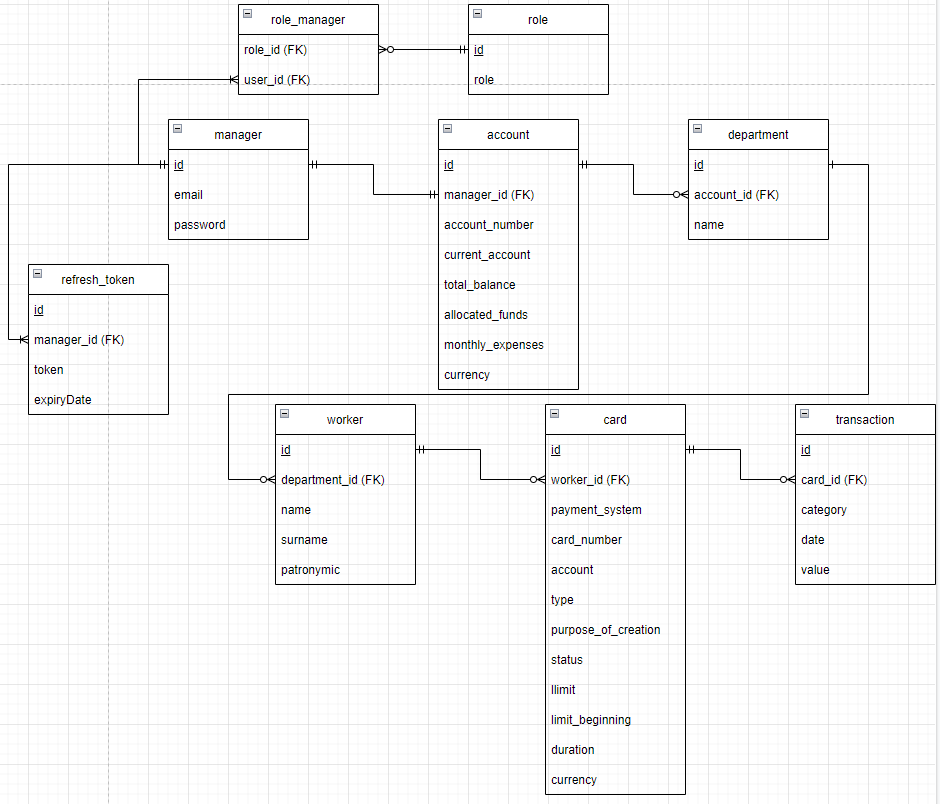 role_manager
role_id (FK)
user_id (FK)
role
id
role
manager
id
email
password
account
id
manager_id (FK)
account_number
current_account
total_balance
allocated_funds
monthly_expenses
currency
department
id
account_id (FK)
name
refresh_token
id
manager_id (FK)
token
expiryDate
worker
id
department_id (FK)
name
surname
patronymic
card
id
worker_id (FK)
payment_system
card_number
account
type
purpose_of_creation
status
llimit
limit_beginning
duration
currency
transaction
id
card_id (FK)
category
date
value